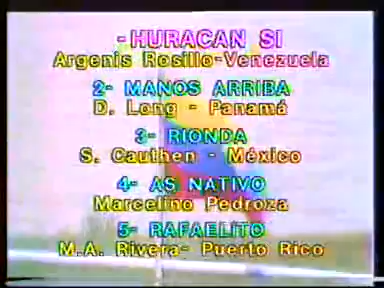 -HURACAN SI
Argenis Rosillo-Venezuela
2- MANOS ARRIBA
D. Long - Panamá
3- RIONDA
S. Cauthen - México
4- AS NATIVO
Marcelino Pedroza
5- RAFAELITO
M.A. Rivera- Puerto Rico